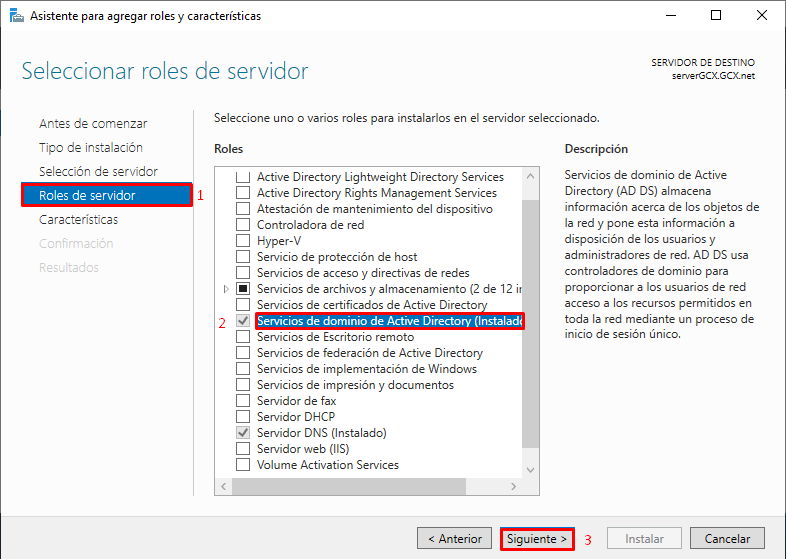 Asistente para agregar roles y características
Seleccionar roles de servidor
SERVIDOR DE DESTINO
serverGCX.GCX.net
Antes de comenzar
Tipo de instalación
Selección de servidor
Roles de servidor
1
Características
Confirmación
Resultados
Seleccione uno o varios roles para instalarlos en el servidor seleccionado.
Roles
Active Directory Lightweight Directory Services
Active Directory Rights Management Services
Atestación de mantenimiento del dispositivo
Controladora de red
Hyper-V
Servicio de protección de host
Servicios de acceso y directivas de redes
Servicios de archivos y almacenamiento (2 de 12 in
Servicios de certificados de Active Directory
2
Servicios de dominio de Active Directory (Instalado
Servicios de Escritorio remoto
Servicios de federación de Active Directory
Servicios de implementación de Windows
Servicios de impresión y documentos
Servidor de fax
Servidor DHCP
Servidor DNS (Instalado)
Servidor web (IIS)
Volume Activation Services
Descripción
Servicios de dominio de Active
Directory (AD DS) almacena
información acerca de los objetos de
la red y pone esta información a
disposición de los usuarios y
administradores de red. AD DS usa
controladores de dominio para
proporcionar a los usuarios de red
acceso a los recursos permitidos en
toda la red mediante un proceso de
inicio de sesión único.
< Anterior
Siguiente >
3
Instalar
Cancelar